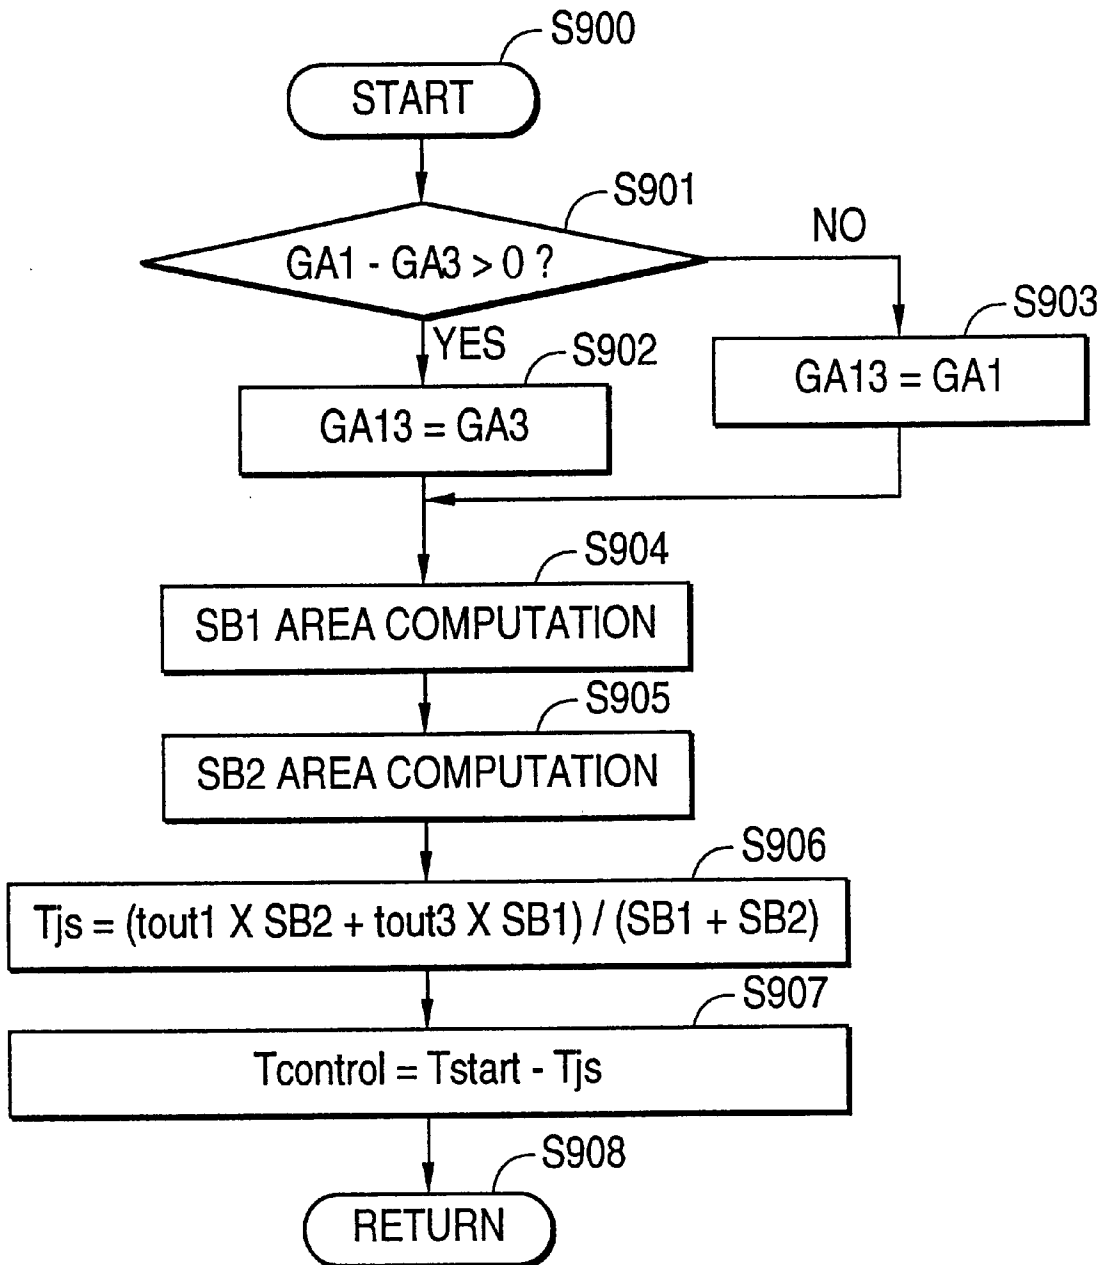 S900
START
S901
GA1 - GA3 > 0 ?
NO
YES
S902
GA13 = GA3
S903
GA13 = GA1
S904
SB1 AREA COMPUTATION
S905
SB2 AREA COMPUTATION
S906
Tjs = (tout1 X SB2 + tout3 X SB1) / (SB1 + SB2)
S907
Tcontrol = Tstart - Tjs
S908
RETURN